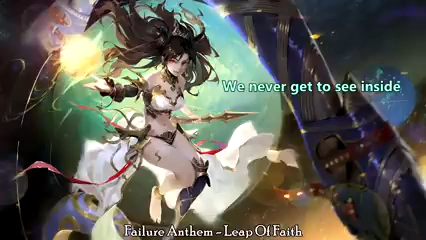 We never get to see inside
Failure Anthem - Leap Of Faith